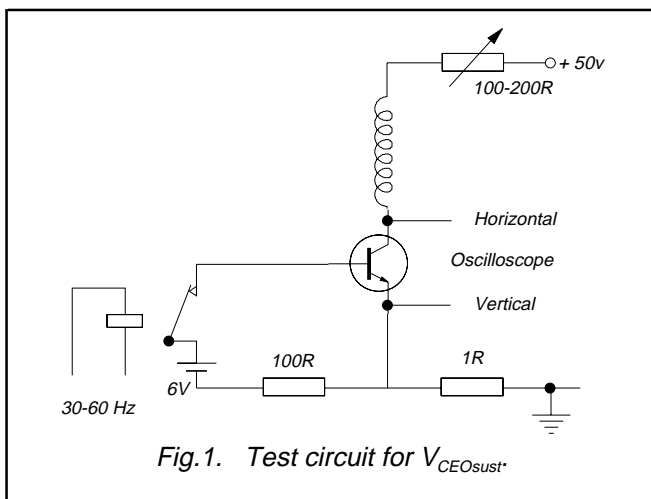 + 50v
100-200R
Horizontal
Oscilloscope
Vertical
100R
1R
6V
30-60 Hz
Fig.1. Test circuit for VCEOsust.